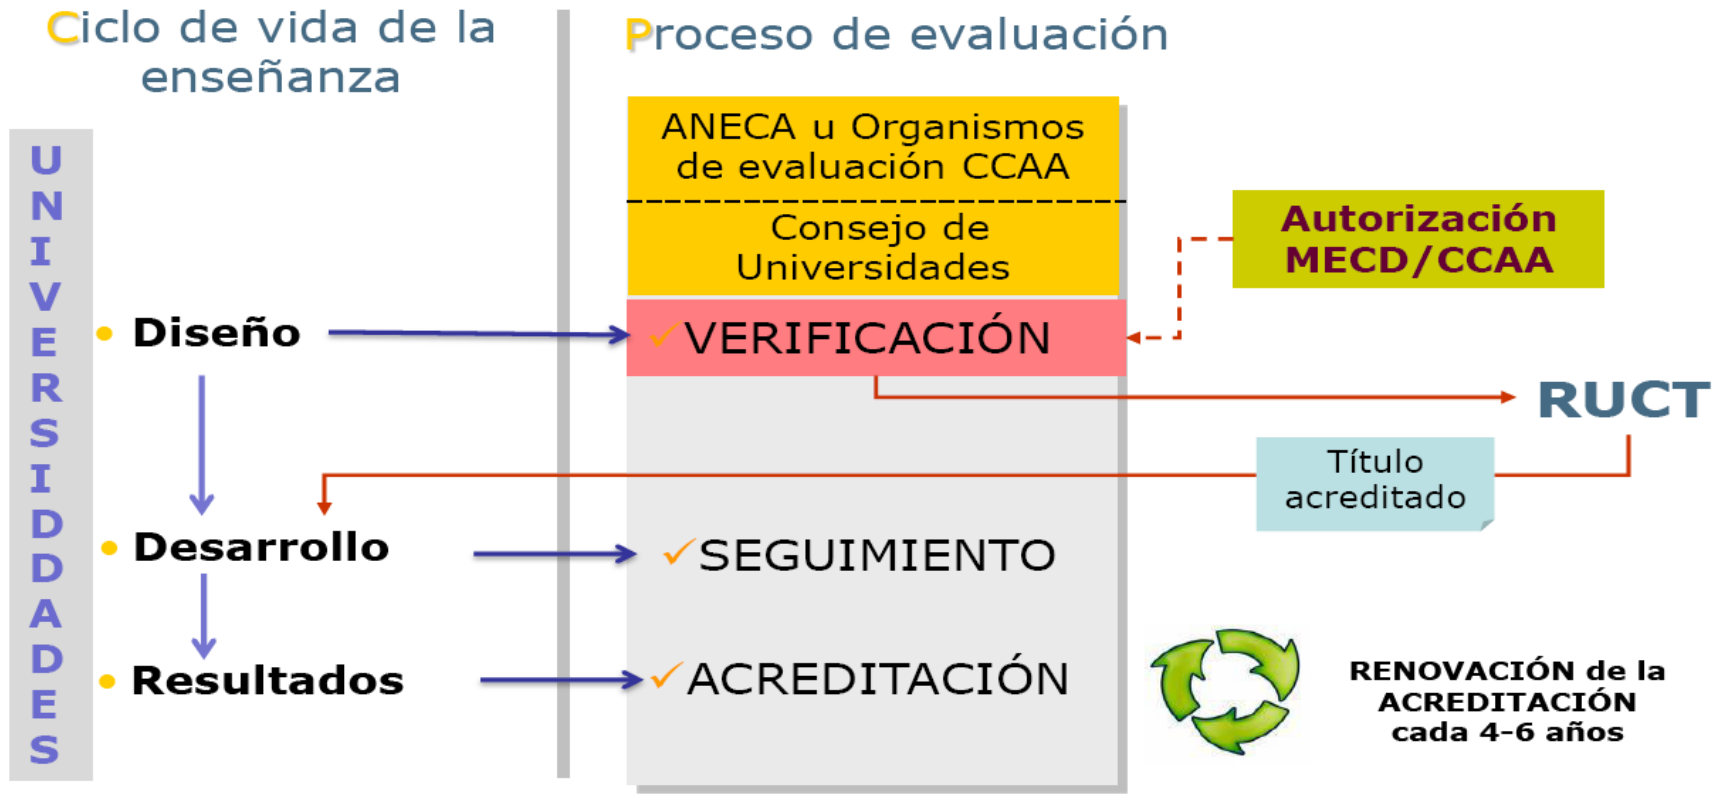 Ciclo de vida de la
enseñanza
Proceso de evaluación
UNIVERSIDADES
ANECA u Organismos
de evaluación CCAA
Consejo de
Universidades
Autorización
MECD/CCAA
• Diseño
✓VERIFICACIÓN
RUCT
Título
acreditado
• Desarrollo
✓SEGUIMIENTO
• Resultados
✓ACREDITACIÓN
RENOVACIÓN de la
ACREDITACIÓN
cada 4-6 años